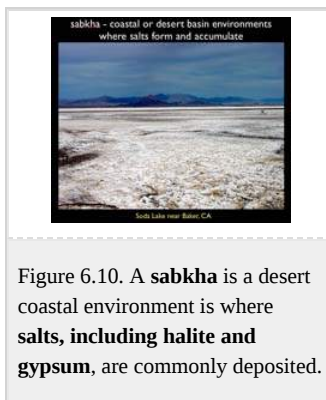 sabkha - coastal or desert basin environments
where salts form and accumulate
Soda Lake near Baker, CA
Figure 6.10. A sabkha is a desert
coastal environment is where
salts, including halite and
gypsum, are commonly deposited.